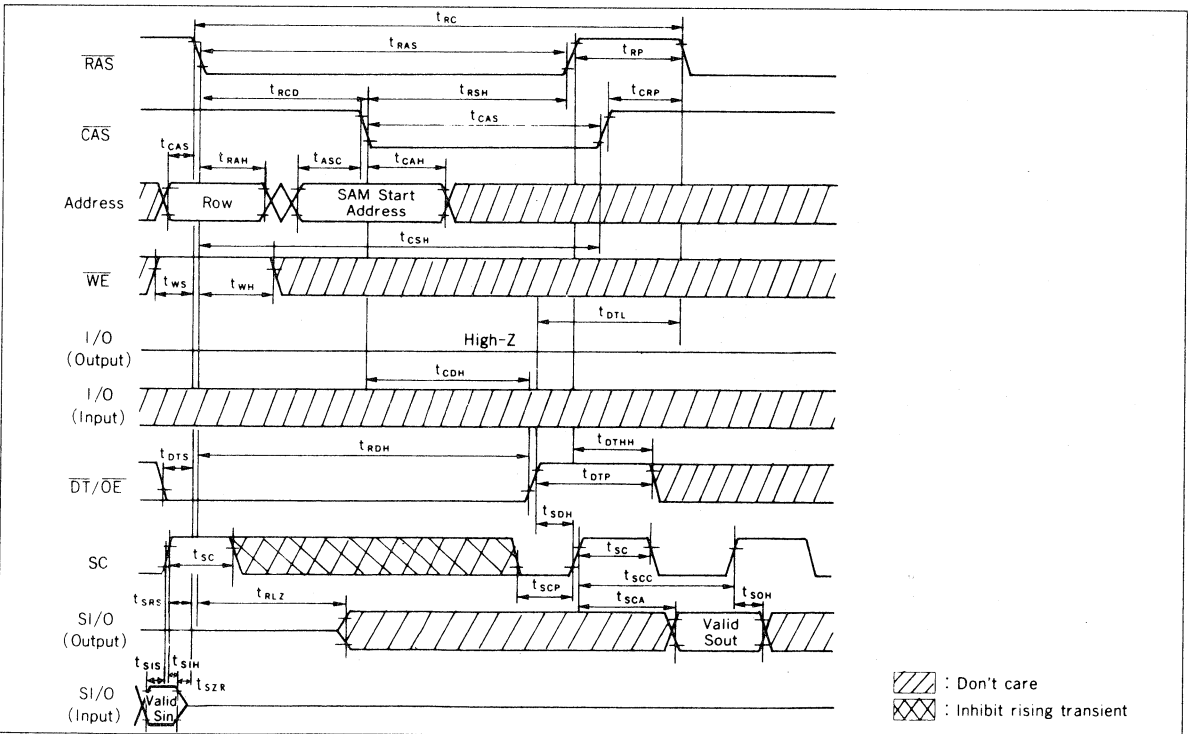 tRC
RAS
tRAS
tRP
tRCD
tRSH
tCRP
CAS
tCAS
tCAS
tRAH
tASC
tCAH
Address
Row
SAM Start
Address
tCSH
WE
tWS
tWH
tDTL
I/O
(Output)
High-Z
tCDH
I/O
(Input)
tDTS
tRDH
tDTHH
DT/OE
tDTP
tSDH
SC
tSC
tSC
tSCC
tSCP
tSRS
tRLZ
tSCA
tSOH
SI/O
(Output)
Valid
Sout
tSIS
tSIH
tSZR
SI/O
(Input)
Valid
Sin
: Don't care
: Inhibit rising transient